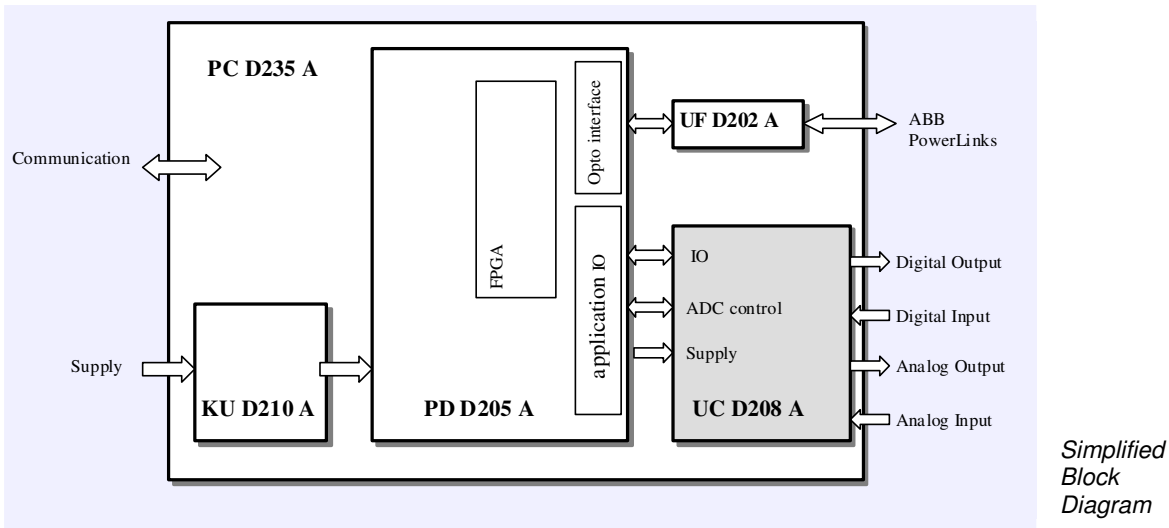 PC D235 A
Opto interface
UF D202 A
ABB
PowerLinks
Communication
FPGA
application IO
IO
Digital Output
ADC control
Digital Input
Supply
Supply
Analog Output
KU D210 A
PD D205 A
UC D208 A
Analog Input
Simplified
Block
Diagram